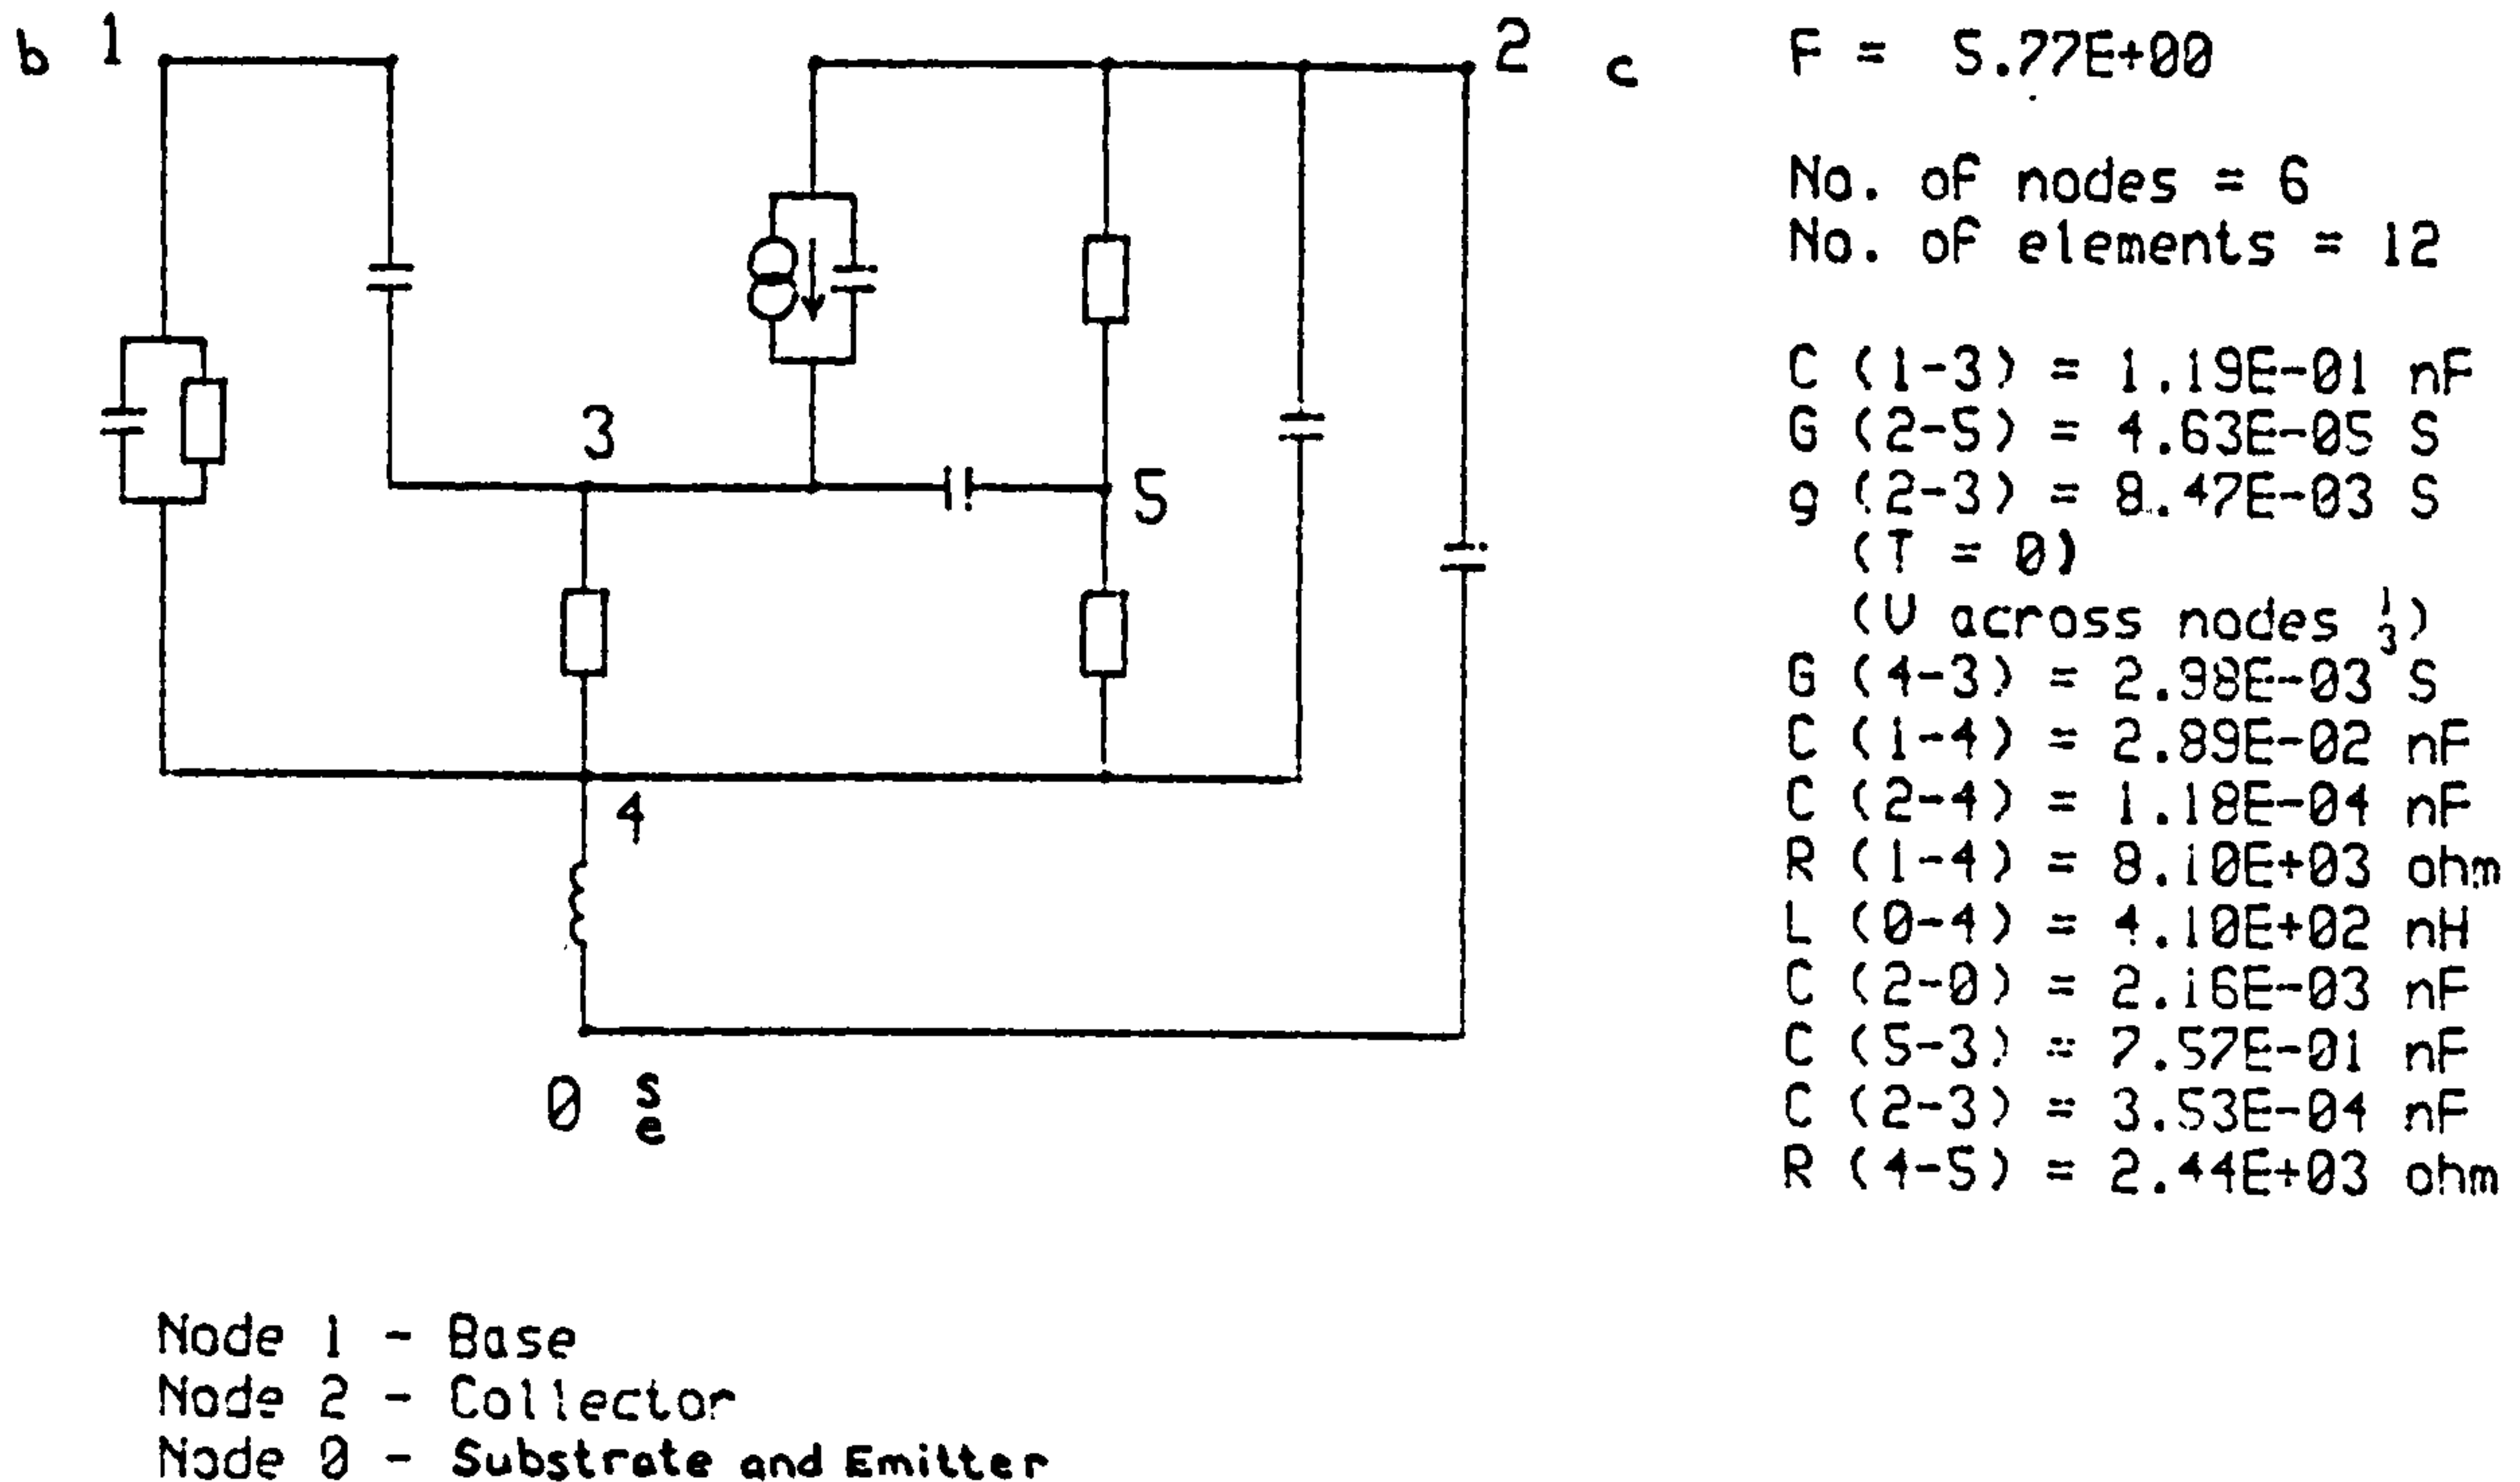 b 1
2 c
3
5
4
0 s
e
F = 5.77E+00
No. of nodes = 6
No. of elements = 12
C (1-3) = 1.19E-01 nF
G (2-5) = 4.63E-05 S
g (2-3) = 8.47E-03 S
(T = 0)
(V across nodes 1
3)
G (4-3) = 2.98E-03 S
C (1-4) = 2.89E-02 nF
C (2-4) = 1.18E-04 nF
R (1-4) = 8.10E+03 ohm
L (0-4) = 4.10E+02 nH
C (2-0) = 2.16E-03 nF
C (5-3) = 7.57E-01 nF
C (2-3) = 3.53E-04 nF
R (4-5) = 2.44E+03 ohm
Node 1 - Base
Node 2 - Collector
Node 0 - Substrate and Emitter